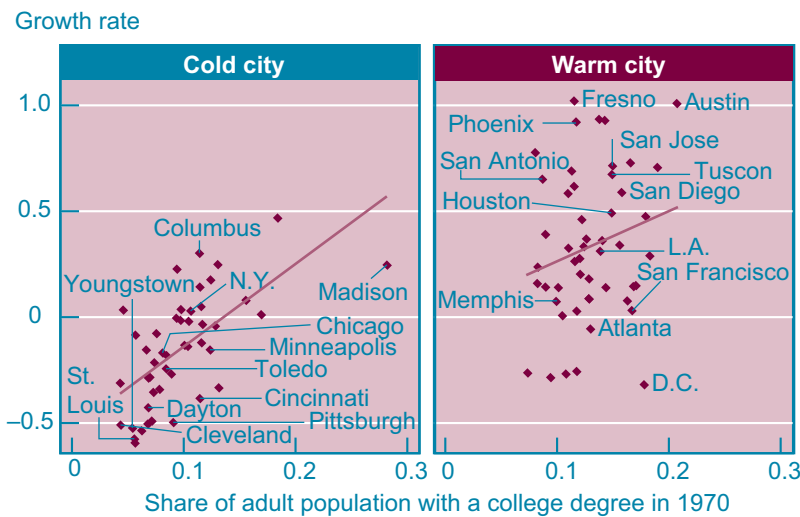 Growth rate
Cold city
Warm city
1.0
0.5
0
–0.5
Columbus
Youngstown
N.Y.
Madison
Chicago
Minneapolis
Toledo
St.
Louis
Cincinnati
Dayton
Pittsburgh
Cleveland
Fresno
Austin
Phoenix
San Jose
San Antonio
Tuscon
San Diego
Houston
L.A.
San Francisco
Memphis
Atlanta
D.C.
0
0.1
0.2
0.3
0
0.1
0.2
0.3
Share of adult population with a college degree in 1970